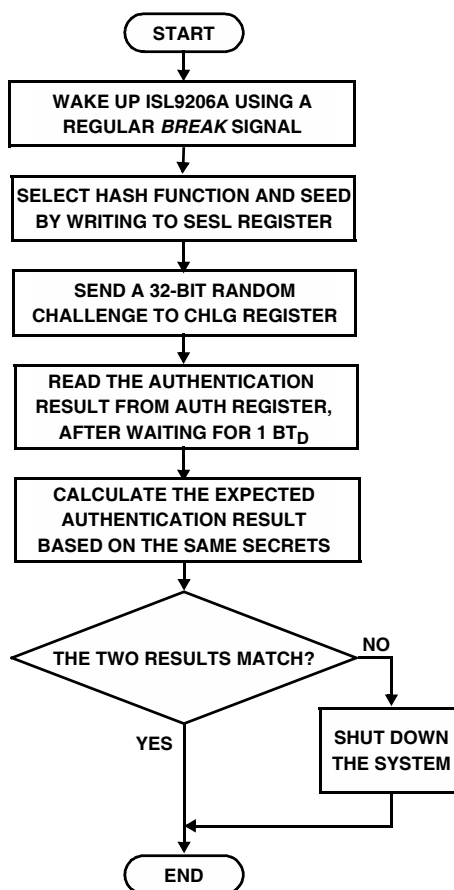 START
WAKE UP ISL9206A USING A
REGULAR BREAK SIGNAL
SELECT HASH FUNCTION AND SEED
BY WRITING TO SESL REGISTER
SEND A 32-BIT RANDOM
CHALLENGE TO CHLG REGISTER
READ THE AUTHENTICATION
RESULT FROM AUTH REGISTER,
AFTER WAITING FOR 1 BTD
CALCULATE THE EXPECTED
AUTHENTICATION RESULT
BASED ON THE SAME SECRETS
THE TWO RESULTS MATCH?
NO
YES
SHUT DOWN
THE SYSTEM
END